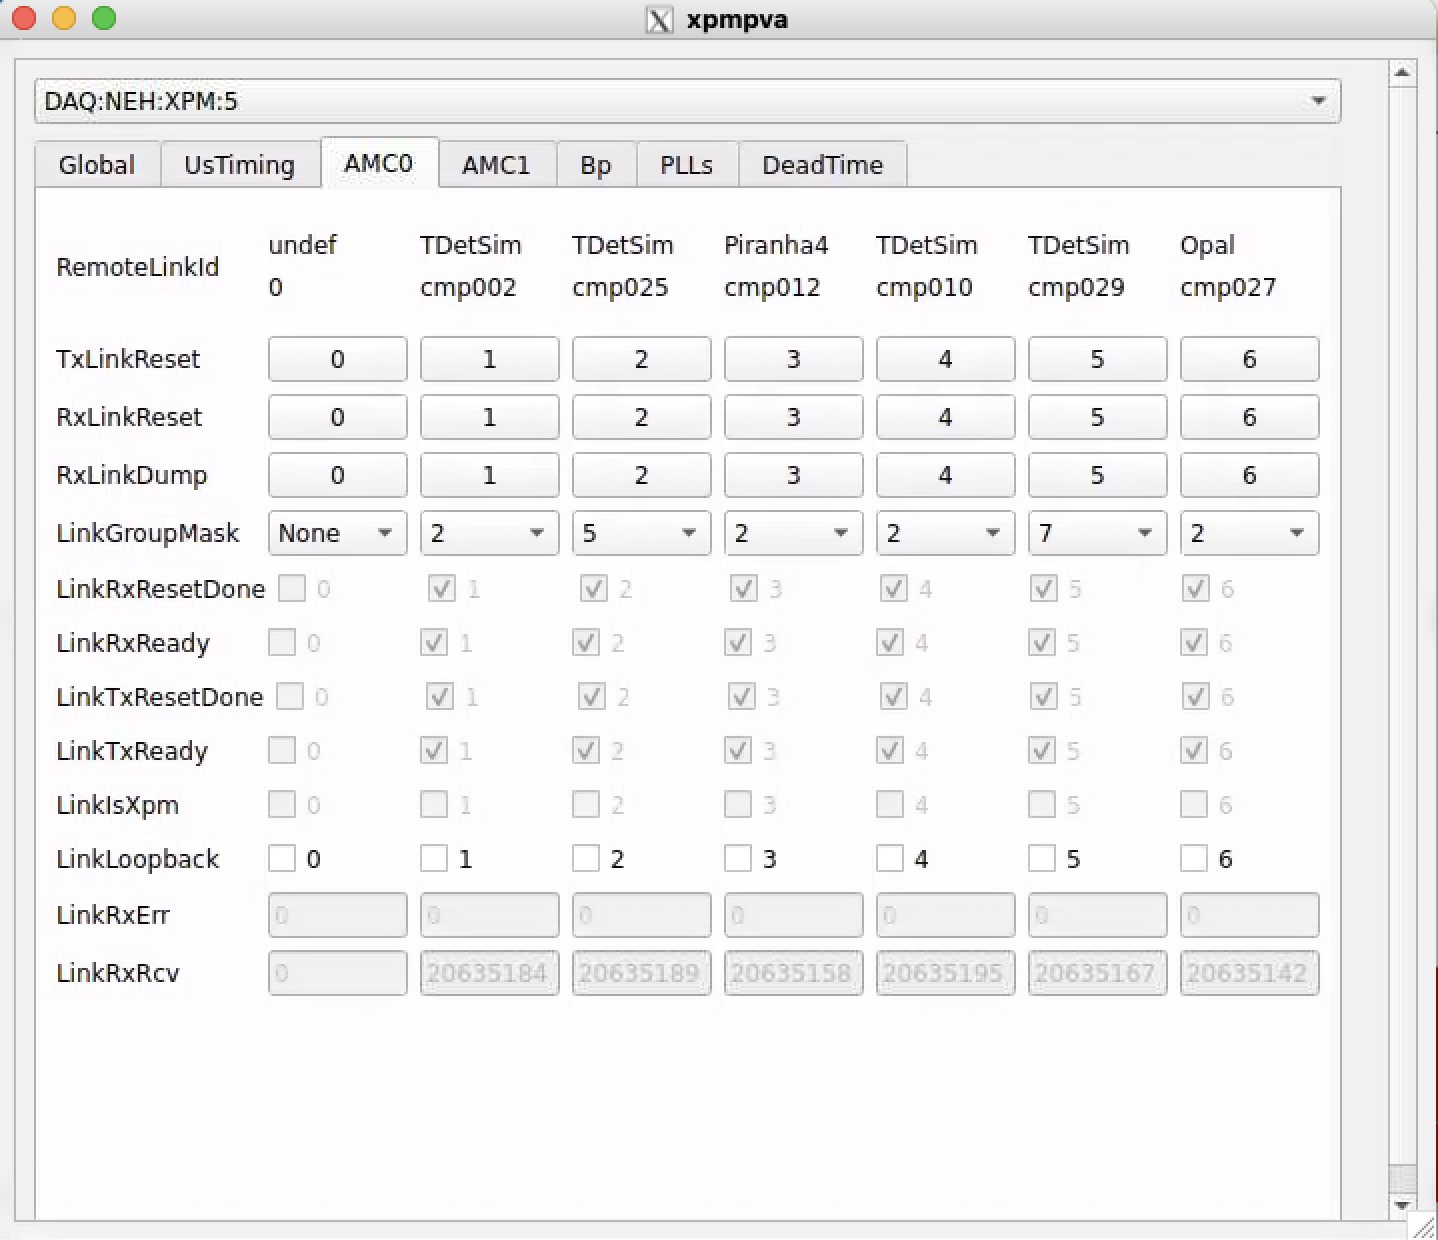 xpmpva
DAQ:NEH:XPM:5
Global UsTiming AMC0 AMC1 Bp PLLs DeadTime
RemoteLinkId
undef TDetSim TDetSim Piranha4 TDetSim TDetSim Opal
0 cmp002 cmp025 cmp012 cmp010 cmp029 cmp027
TxLinkReset 0 1 2 3 4 5 6
RxLinkReset 0 1 2 3 4 5 6
RxLinkDump 0 1 2 3 4 5 6
LinkGroupMask None 2 5 2 2 7 2
LinkRxResetDone 0 1 2 3 4 5 6
LinkRxReady 0 1 2 3 4 5 6
LinkTxResetDone 0 1 2 3 4 5 6
LinkTxReady 0 1 2 3 4 5 6
LinkIsXpm 0 1 2 3 4 5 6
LinkLoopback 0 1 2 3 4 5 6
LinkRxErr 0 0 0 0 0 0 0
LinkRxRcv 0 20635184 20635189 20635158 20635195 20635167 20635142